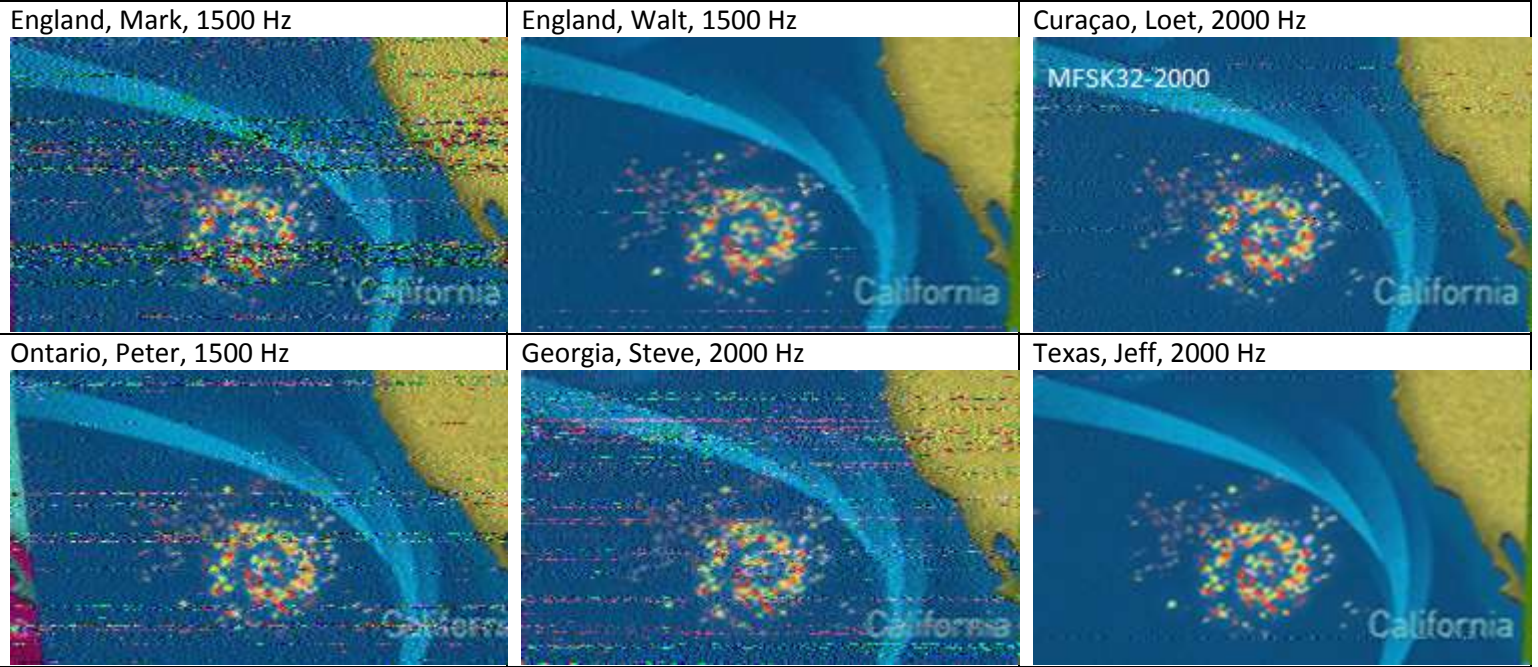 England, Mark, 1500 Hz
England, Walt, 1500 Hz
Curaçao, Loet, 2000 Hz
MFSK32-2000
California
California
California
Ontario, Peter, 1500 Hz
Georgia, Steve, 2000 Hz
Texas, Jeff, 2000 Hz
California
California